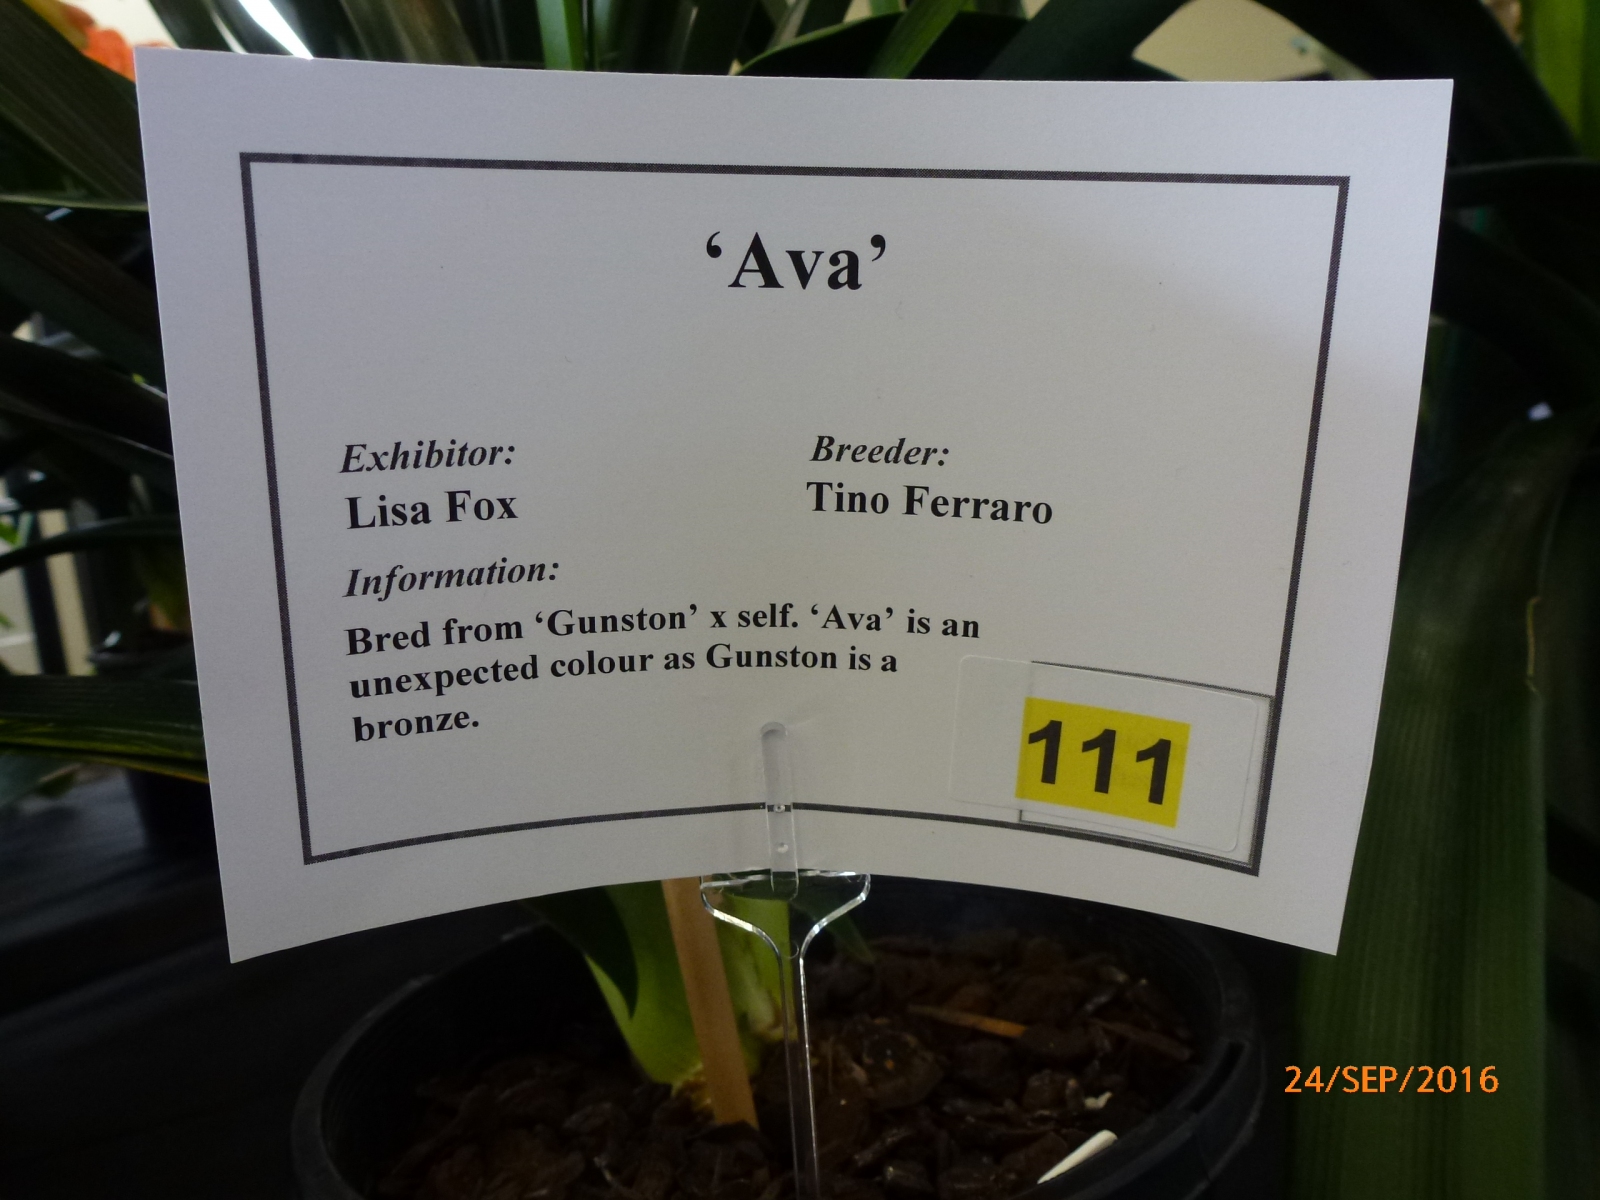 ‘Ava’
Exhibitor:
Lisa Fox
Breeder:
Tino Ferraro
Information:
Bred from ‘Gunston’ x self. ‘Ava’ is an
unexpected colour as Gunston is a
bronze.
111
24/SEP/2016